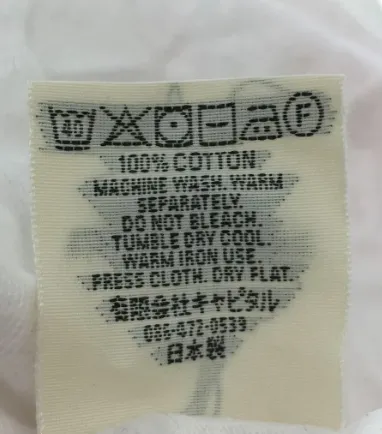 40 F
100% COTTON
MACHINE WASH. WARM
SEPARATELY.
DO NOT BLEACH.
TUMBLE DRY COOL.
WARM IRON USE.
PRESS CLOTH. DRY FLAT.
有限会社キャピタル
086-472-0539
日本製